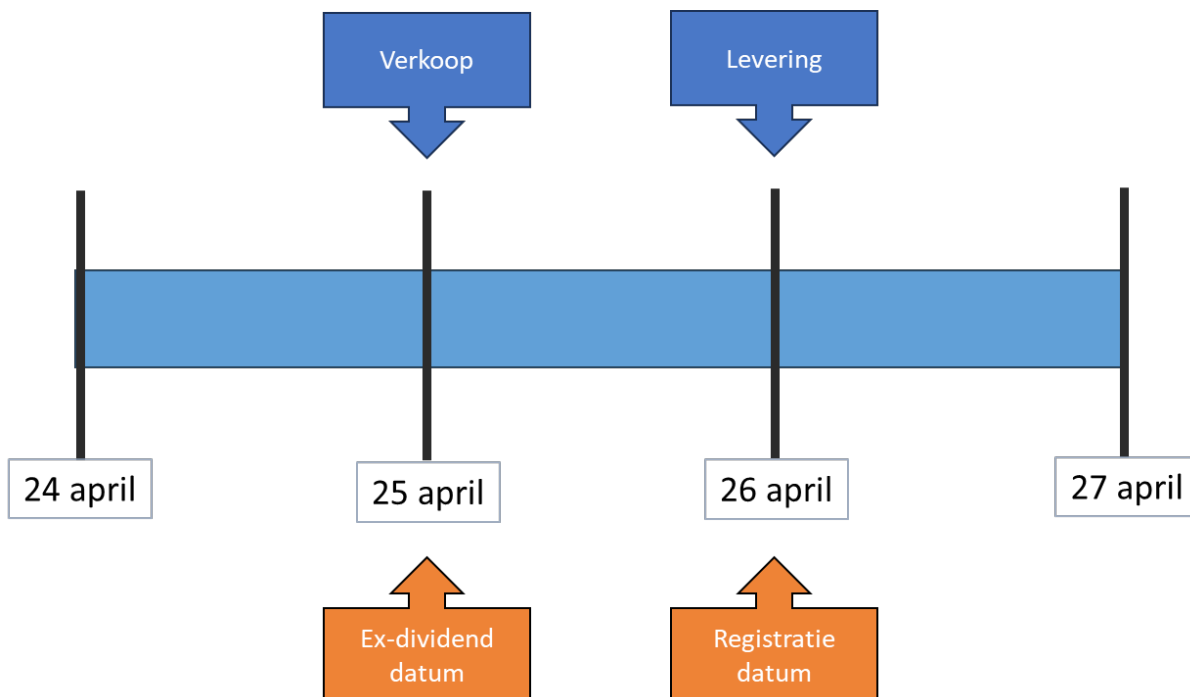 Verkoop
Levering
24 april
25 april
26 april
27 april
Ex-dividend
datum
Registratie
datum